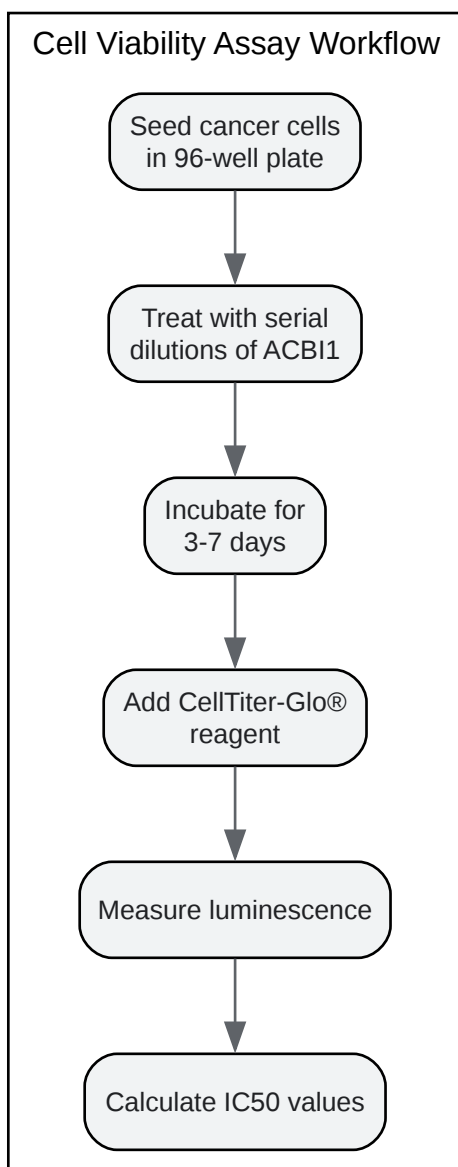 Cell Viability Assay Workflow
Seed cancer cells
in 96-well plate
Treat with serial
dilutions of ACBI1
Incubate for
3-7 days
Add CellTiter-Glo®
reagent
Measure luminescence
Calculate IC50 values